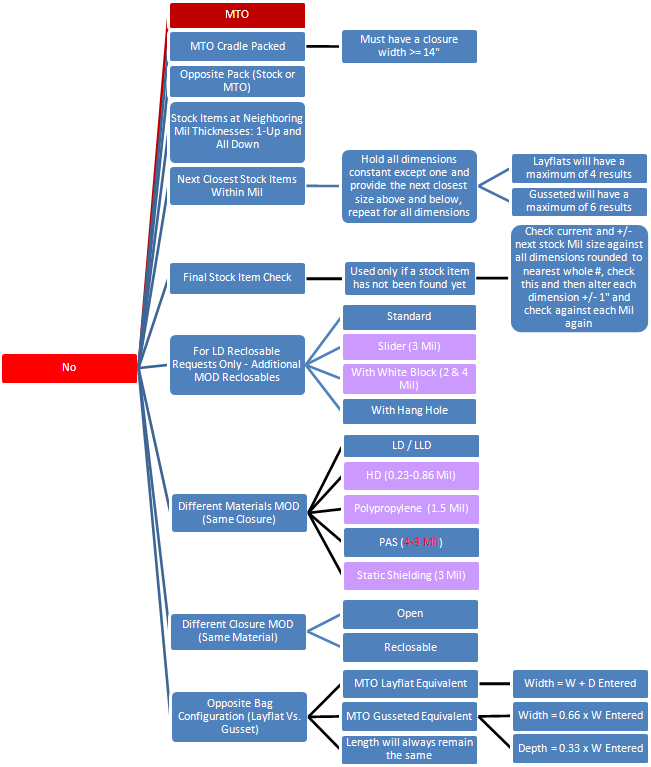 No
MTO
MTO Cradle Packed
Must have a closure
width >= 14"
Opposite Pack (Stock or
MTO)
Stock Items at Neighboring
Mil Thicknesses: 1-Up and
All Down
Next Closest Stock Items
Within Mil
Hold all dimensions
constant except one and
provide the next closest
size above and below,
repeat for all dimensions
Layflats will have a
maximum of 4 results
Gusseted will have a
maximum of 6 results
Final Stock Item Check
Used only if a stock item
has not been found yet
Check current and +/-
next stock Mil size against
all dimensions rounded to
nearest whole #, check
this and then alter each
dimension +/- 1" and
check against each Mil
again
For LD Reclosable
Requests Only - Additional
MOD Reclosables
Standard
Slider (3 Mil)
With White Block (2 & 4
Mil)
With Hang Hole
Different Materials MOD
(Same Closure)
LD / LLD
HD (0.23-0.86 Mil)
Polypropylene (1.5 Mil)
PAS (
Mil)
Static Shielding (3 Mil)
Different Closure MOD
(Same Material)
Open
Reclosable
Opposite Bag
Configuration (Layflat Vs.
Gusset)
MTO Layflat Equivalent
Width = W + D Entered
MTO Gusseted Equivalent
Width = 0.66 x W Entered
Depth = 0.33 x W Entered
Length will always remain
the same